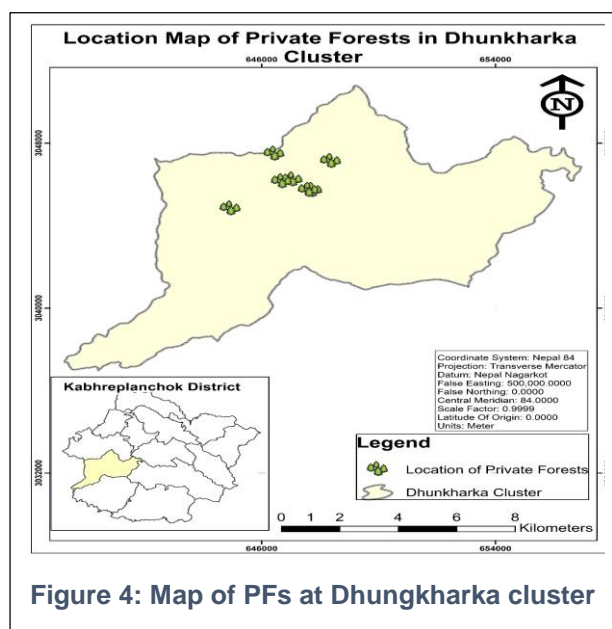 Location Map of Private Forests in Dhunkharka
Cluster
646000
654000
N
3048000
3040000
3032000
Coordinate System: Nepal 84
Projection: Transverse Mercator
Datum: Nepal Nagarkot
False Easting: 500,000.0000
False Northing: 0.0000
Central Meridian: 84.0000
Scale Factor: 0.9999
Latitude Of Origin: 0.0000
Units: Meter
Kabhreplanchok District
Legend
Location of Private Forests
Dhunkharka Cluster
0 1 2 4 6 8
Kilometers
646000
654000
Figure 4: Map of PFs at Dhungkharka cluster